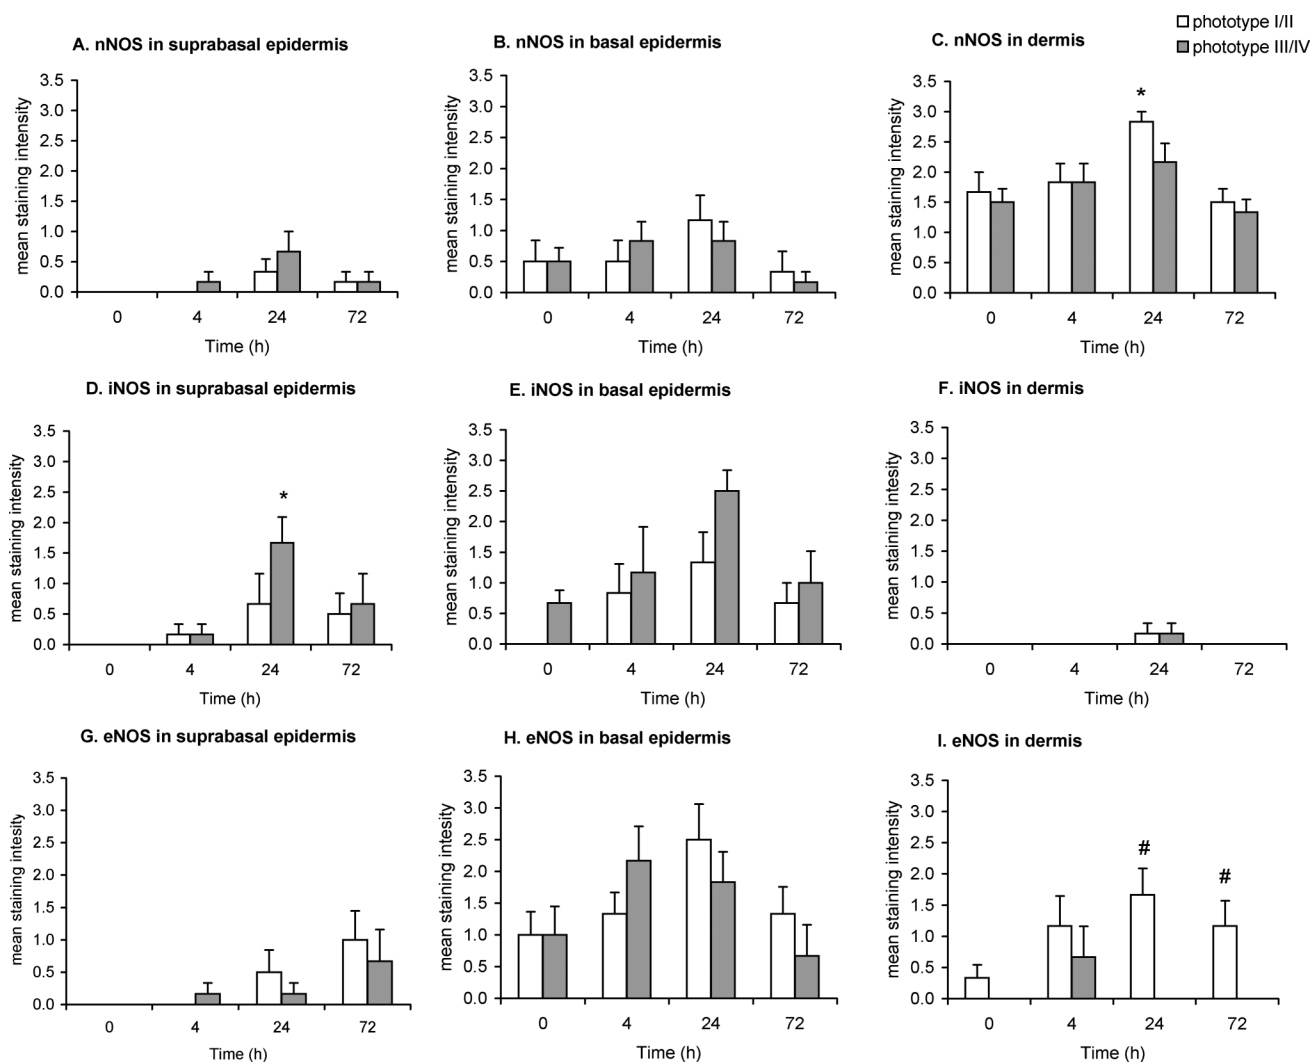 phototype I/II
phototype III/IV
A. nNOS in suprabasal epidermis
mean staining intensity
3.5
3.0
2.5
2.0
1.5
1.0
0.5
0.0
0 4 24 72
Time (h)
B. nNOS in basal epidermis
mean staining intensity
3.5
3.0
2.5
2.0
1.5
1.0
0.5
0.0
0 4 24 72
Time (h)
C. nNOS in dermis
mean staining intensity
3.5
3.0
2.5
2.0
1.5
1.0
0.5
0.0
*
0 4 24 72
Time (h)
D. iNOS in suprabasal epidermis
mean staining intensity
3.5
3.0
2.5
2.0
1.5
1.0
0.5
0.0
*
0 4 24 72
Time (h)
E. iNOS in basal epidermis
mean staining intensity
3.5
3.0
2.5
2.0
1.5
1.0
0.5
0.0
0 4 24 72
Time (h)
F. iNOS in dermis
mean staining intesity
3.5
3.0
2.5
2.0
1.5
1.0
0.5
0.0
0 4 24 72
Time (h)
G. eNOS in suprabasal epidermis
mean staining intesity
3.5
3.0
2.5
2.0
1.5
1.0
0.5
0.0
0 4 24 72
Time (h)
H. eNOS in basal epidermis
mean staining intesity
3.5
3.0
2.5
2.0
1.5
1.0
0.5
0.0
0 4 24 72
Time (h)
I. eNOS in dermis
mean staining intensity
3.5
3.0
2.5
2.0
1.5
1.0
0.5
0.0
# #
0 4 24 72
Time (h)